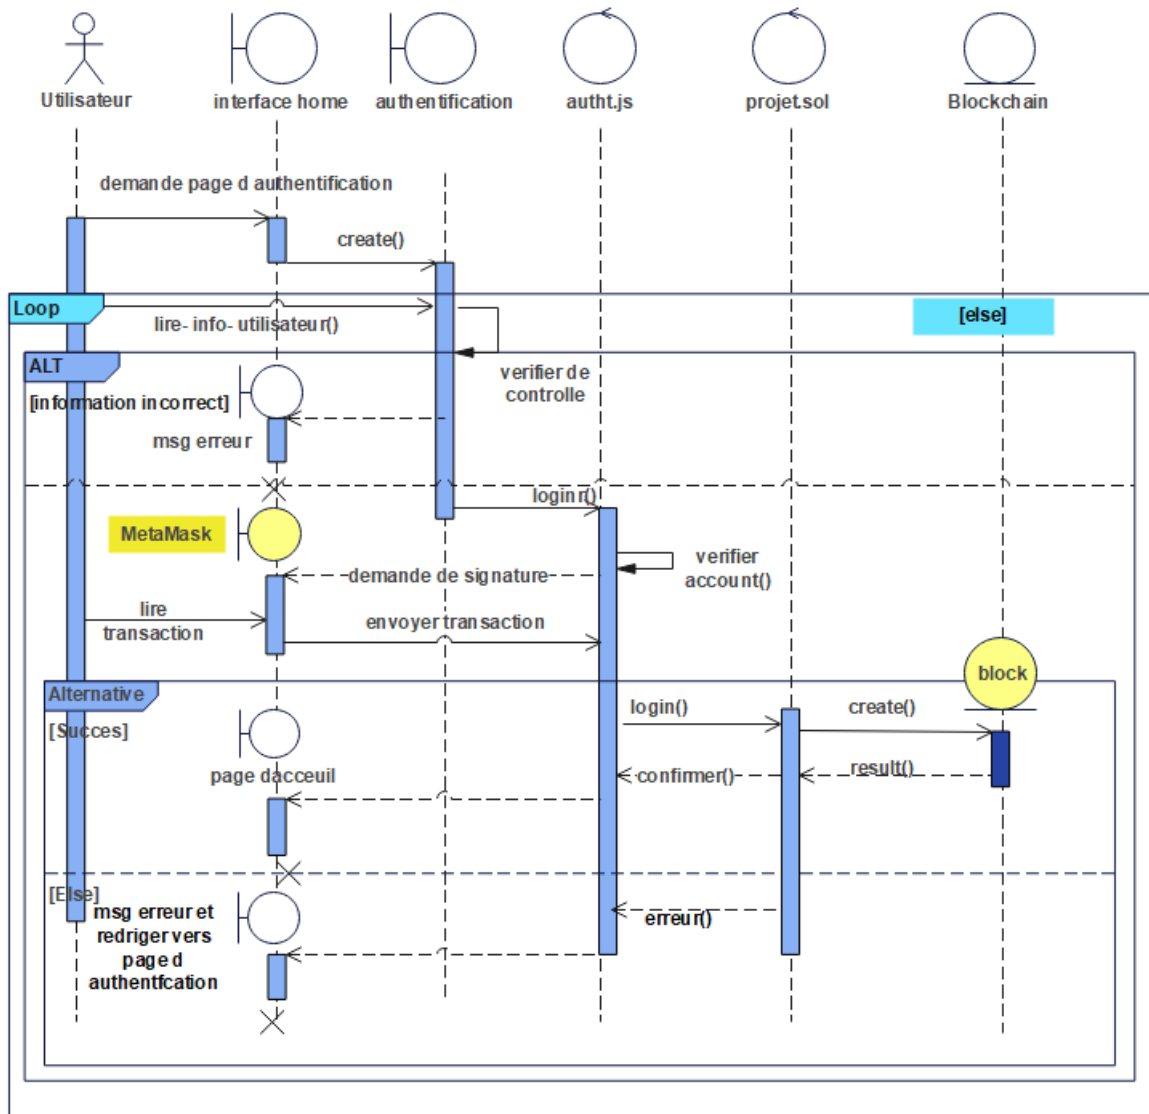 Utilisateur
interface home
authentification
autht.js
projet.sol
Blockchain
demande page d authentification
create()
Loop
lire- info- utilisateur()
[else]
ALT
verifier de
controlle
[information incorrect]
msg erreur
loginr()
MetaMask
verifier
account()
demande de signature
lire
transaction
envoyer transaction
block
Alternative
[Succes]
login()
create()
page dacceuil
confirmer()
result()
[Else]
msg erreur et
redriger vers
page d
authentfcation
erreur()